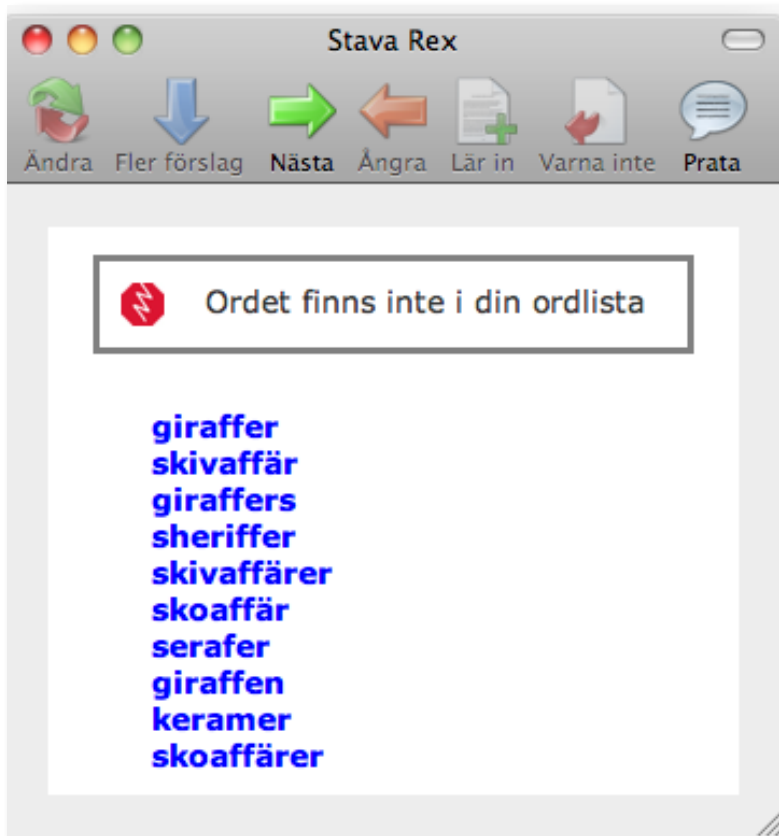 Stava Rex
Ändra Fler förslag Nästa Ångra Lär in Varna inte Prata
Ordet finns inte i din ordlista
giraffer
skivaffär
giraffers
sheriffer
skivaffärer
skoaffär
serafer
giraffen
keramer
skoaffärer